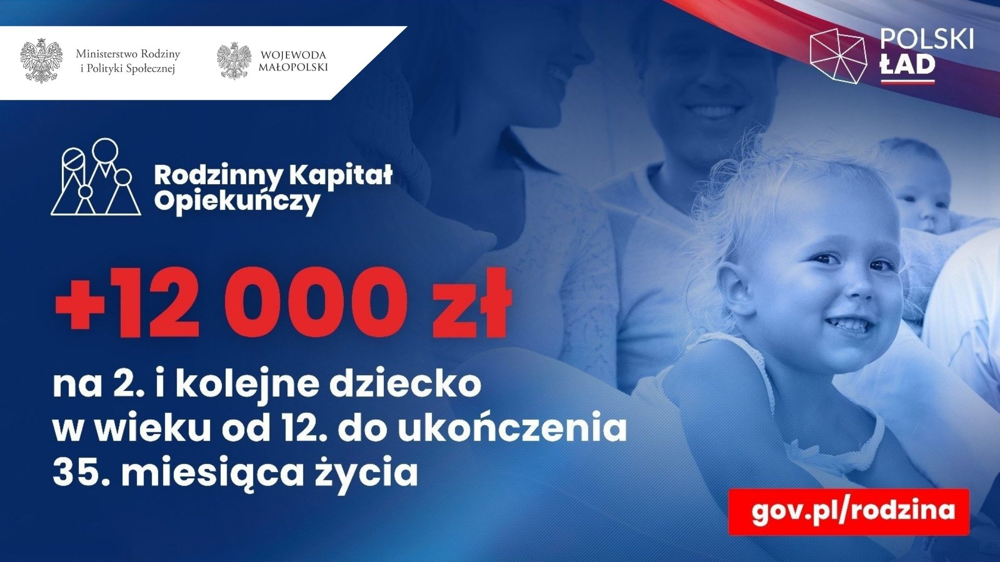 Ministerstwo Rodziny
i Polityki Społecznej
WOJEWODA
MAŁOPOLSKI
POLSKI
ŁAD
Rodzinny Kapitał
Opiekuńczy
+12 000 zł
na 2. i kolejne dziecko
w wieku od 12. do ukończenia
35. miesiąca życia
gov.pl/rodzina